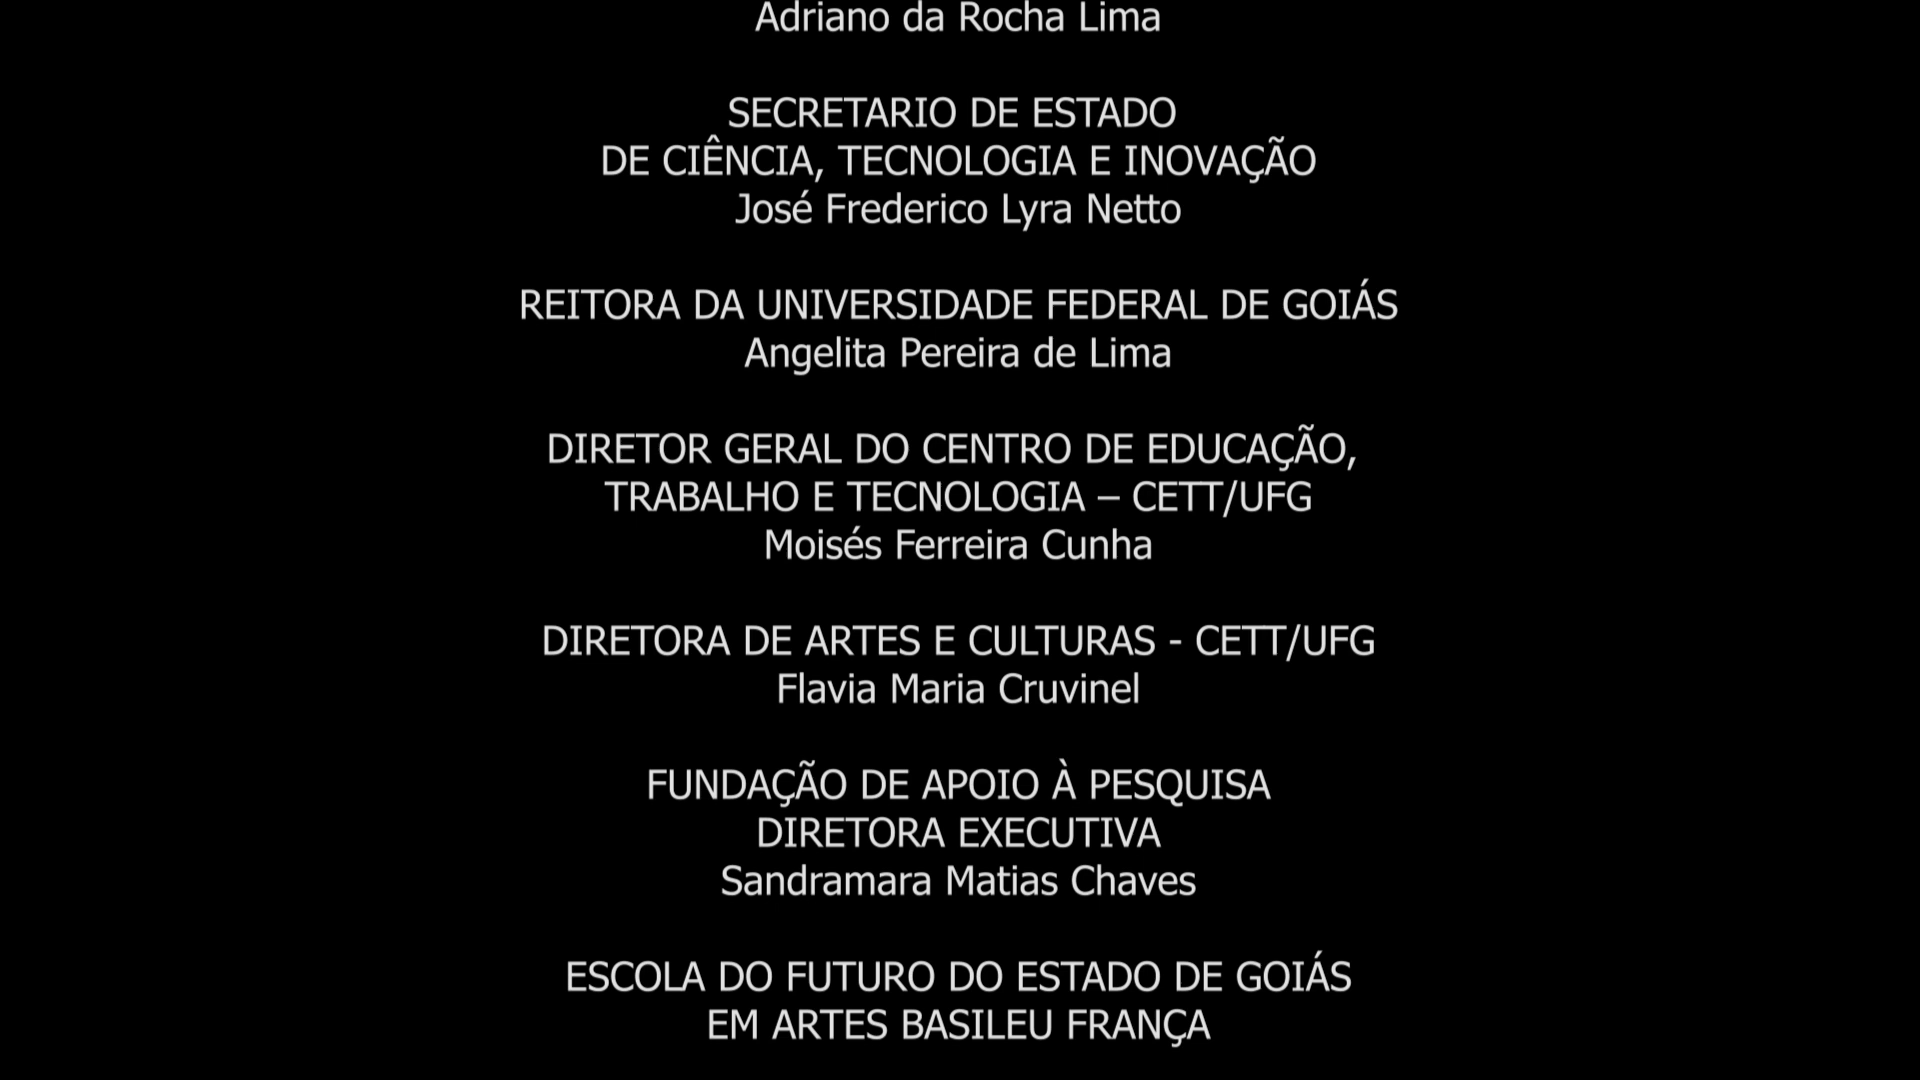 Adriano da Rocha Lima
SECRETARIO DE ESTADO
DE CIÊNCIA, TECNOLOGIA E INOVAÇÃO
José Frederico Lyra Netto
REITORA DA UNIVERSIDADE FEDERAL DE GOIÁS
Angelita Pereira de Lima
DIRETOR GERAL DO CENTRO DE EDUCAÇÃO,
TRABALHO E TECNOLOGIA – CETT/UFG
Moisés Ferreira Cunha
DIRETORA DE ARTES E CULTURAS - CETT/UFG
Flavia Maria Cruvinel
FUNDAÇÃO DE APOIO À PESQUISA
DIRETORA EXECUTIVA
Sandramara Matias Chaves
ESCOLA DO FUTURO DO ESTADO DE GOIÁS
EM ARTES BASILEU FRANÇA